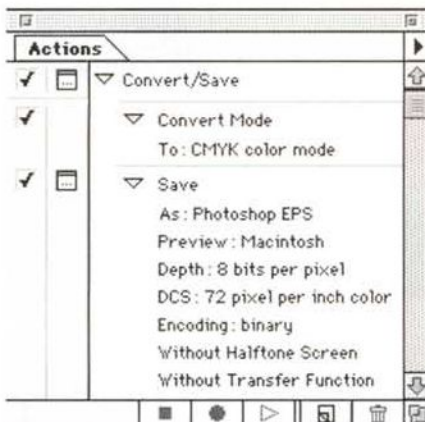 Actions
Convert/Save
Convert Mode
To : CMYK color mode
Save
As : Photoshop EPS
Preview : Macintosh
Depth : 8 bits per pixel
DCS : 72 pixel per inch color
Encoding : binary
Without Halftone Screen
Without Transfer Function